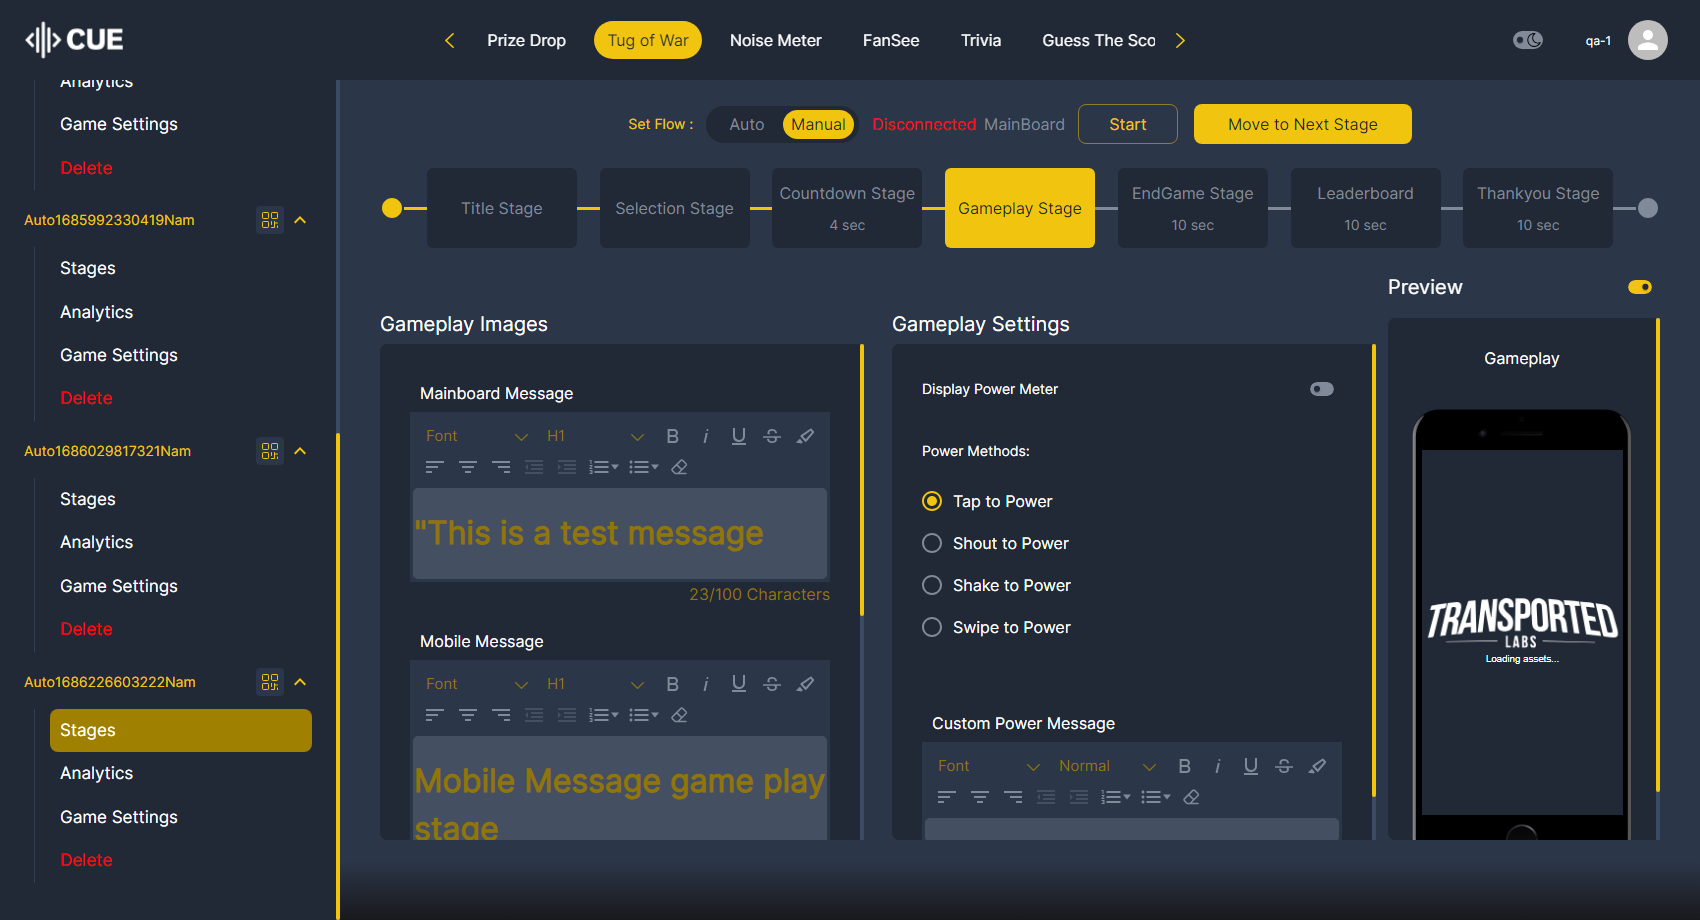 CUE
Prize Drop
Tug of War
Noise Meter
FanSee
Trivia
Guess The Sco
qa-1
Analytics
Game Settings
Delete
Auto1685992330419Nam
Stages
Analytics
Game Settings
Delete
Auto1686029817321Nam
Stages
Analytics
Game Settings
Delete
Auto1686226603222Nam
Stages
Analytics
Game Settings
Delete
Set Flow :
Auto
Manual
Disconnected MainBoard
Start
Move to Next Stage
Title Stage
Selection Stage
Countdown Stage
4 sec
Gameplay Stage
EndGame Stage
10 sec
Leaderboard
10 sec
Thankyou Stage
10 sec
Gameplay Images
Mainboard Message
Font
H1
"This is a test message
23/100 Characters
Mobile Message
Font
H1
Mobile Message game play
stage
Gameplay Settings
Display Power Meter
Power Methods:
Tap to Power
Shout to Power
Shake to Power
Swipe to Power
Custom Power Message
Font
Normal
Preview
Gameplay
TRANSPORTED
LABS
Loading assets...